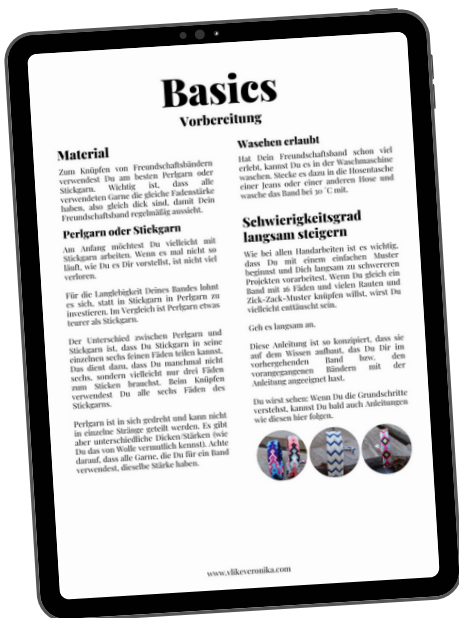 Basics
Vorbereitung
Material
Zum Knüpfen von Freundschaftsbändern
verwendest Du am besten Perlgarn oder
Stickgarn. Wichtig ist, dass alle
verwendeten Garne die gleiche Fadenstärke
haben, also gleich dick sind, damit Dein
Freundschaftsband regelmäßig aussieht.
Perlgarn oder Stickgarn
Am Anfang möchtest Du vielleicht mit
Stickgarn arbeiten. Wenn es mal nicht so
läuft, wie Du es Dir vorstellst, ist nicht viel
verloren.
Für die Langlebigkeit Deines Bandes lohnt
es sich, statt in Stickgarn in Perlgarn zu
investieren. Im Vergleich ist Perlgarn etwas
teurer als Stickgarn.
Der Unterschied zwischen Perlgarn und
Stickgarn ist, dass Du Stickgarn in seine
einzelnen sechs feinen Fäden teilen kannst.
Das dient dazu, dass Du manchmal nicht
sechs, sondern vielleicht nur drei Fäden
zum Sticken brauchst. Beim Knüpfen
verwendest Du alle sechs Fäden des
Stickgarns.
Perlgarn ist in sich gedreht und kann nicht
in einzelne Stränge geteilt werden. Es gibt
aber unterschiedliche Dicken/Stärken (wie
Du das von Wolle vermutlich kennst). Achte
darauf, dass alle Garne, die Du für ein Band
verwendest, dieselbe Stärke haben.
Waschen erlaubt
Hat Dein Freundschaftsband schon viel
erlebt, kannst Du es in der Waschmaschine
waschen. Stecke es dazu in die Hosentasche
einer Jeans oder einer anderen Hose und
wasche das Band bei 30 °C mit.
Schwierigkeitsgrad
langsam steigern
Wie bei allen Handarbeiten ist es wichtig,
dass Du mit einem einfachen Muster
beginnst und Dich langsam zu schwereren
Projekten vorarbeitest. Wenn Du gleich ein
Band mit 16 Fäden und vielen Rauten und
Zick-Zack-Muster knüpfen willst, wirst Du
vielleicht enttäuscht sein.
Geh es langsam an.
Diese Anleitung ist so konzipiert, dass sie
auf dem Wissen aufbaut, das Du Dir im
vorhergehenden Band bzw. den
vorangegangenen Bändern mit der
Anleitung angeeignet hast.
Du wirst sehen: Wenn Du die Grundschritte
verstehst, kannst Du bald auch Anleitungen
wie diesen hier folgen.
www.vlikeveronika.com